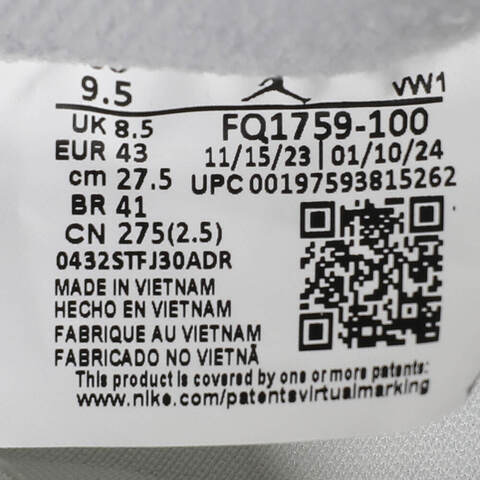 9.5
VW1
UK 8.5
FQ1759-100
EUR 43
11/15/23 | 01/10/24
cm 27.5
UPC 00197593815262
BR 41
CN 275(2.5)
0432STFJ30ADR
MADE IN VIETNAM
HECHO EN VIETNAM
FABRIQUE AU VIETNAM
FABRICADO NO VIETNÃ
This product is covered by one or more patents:
www.nike.com/patentsvirtualmarking